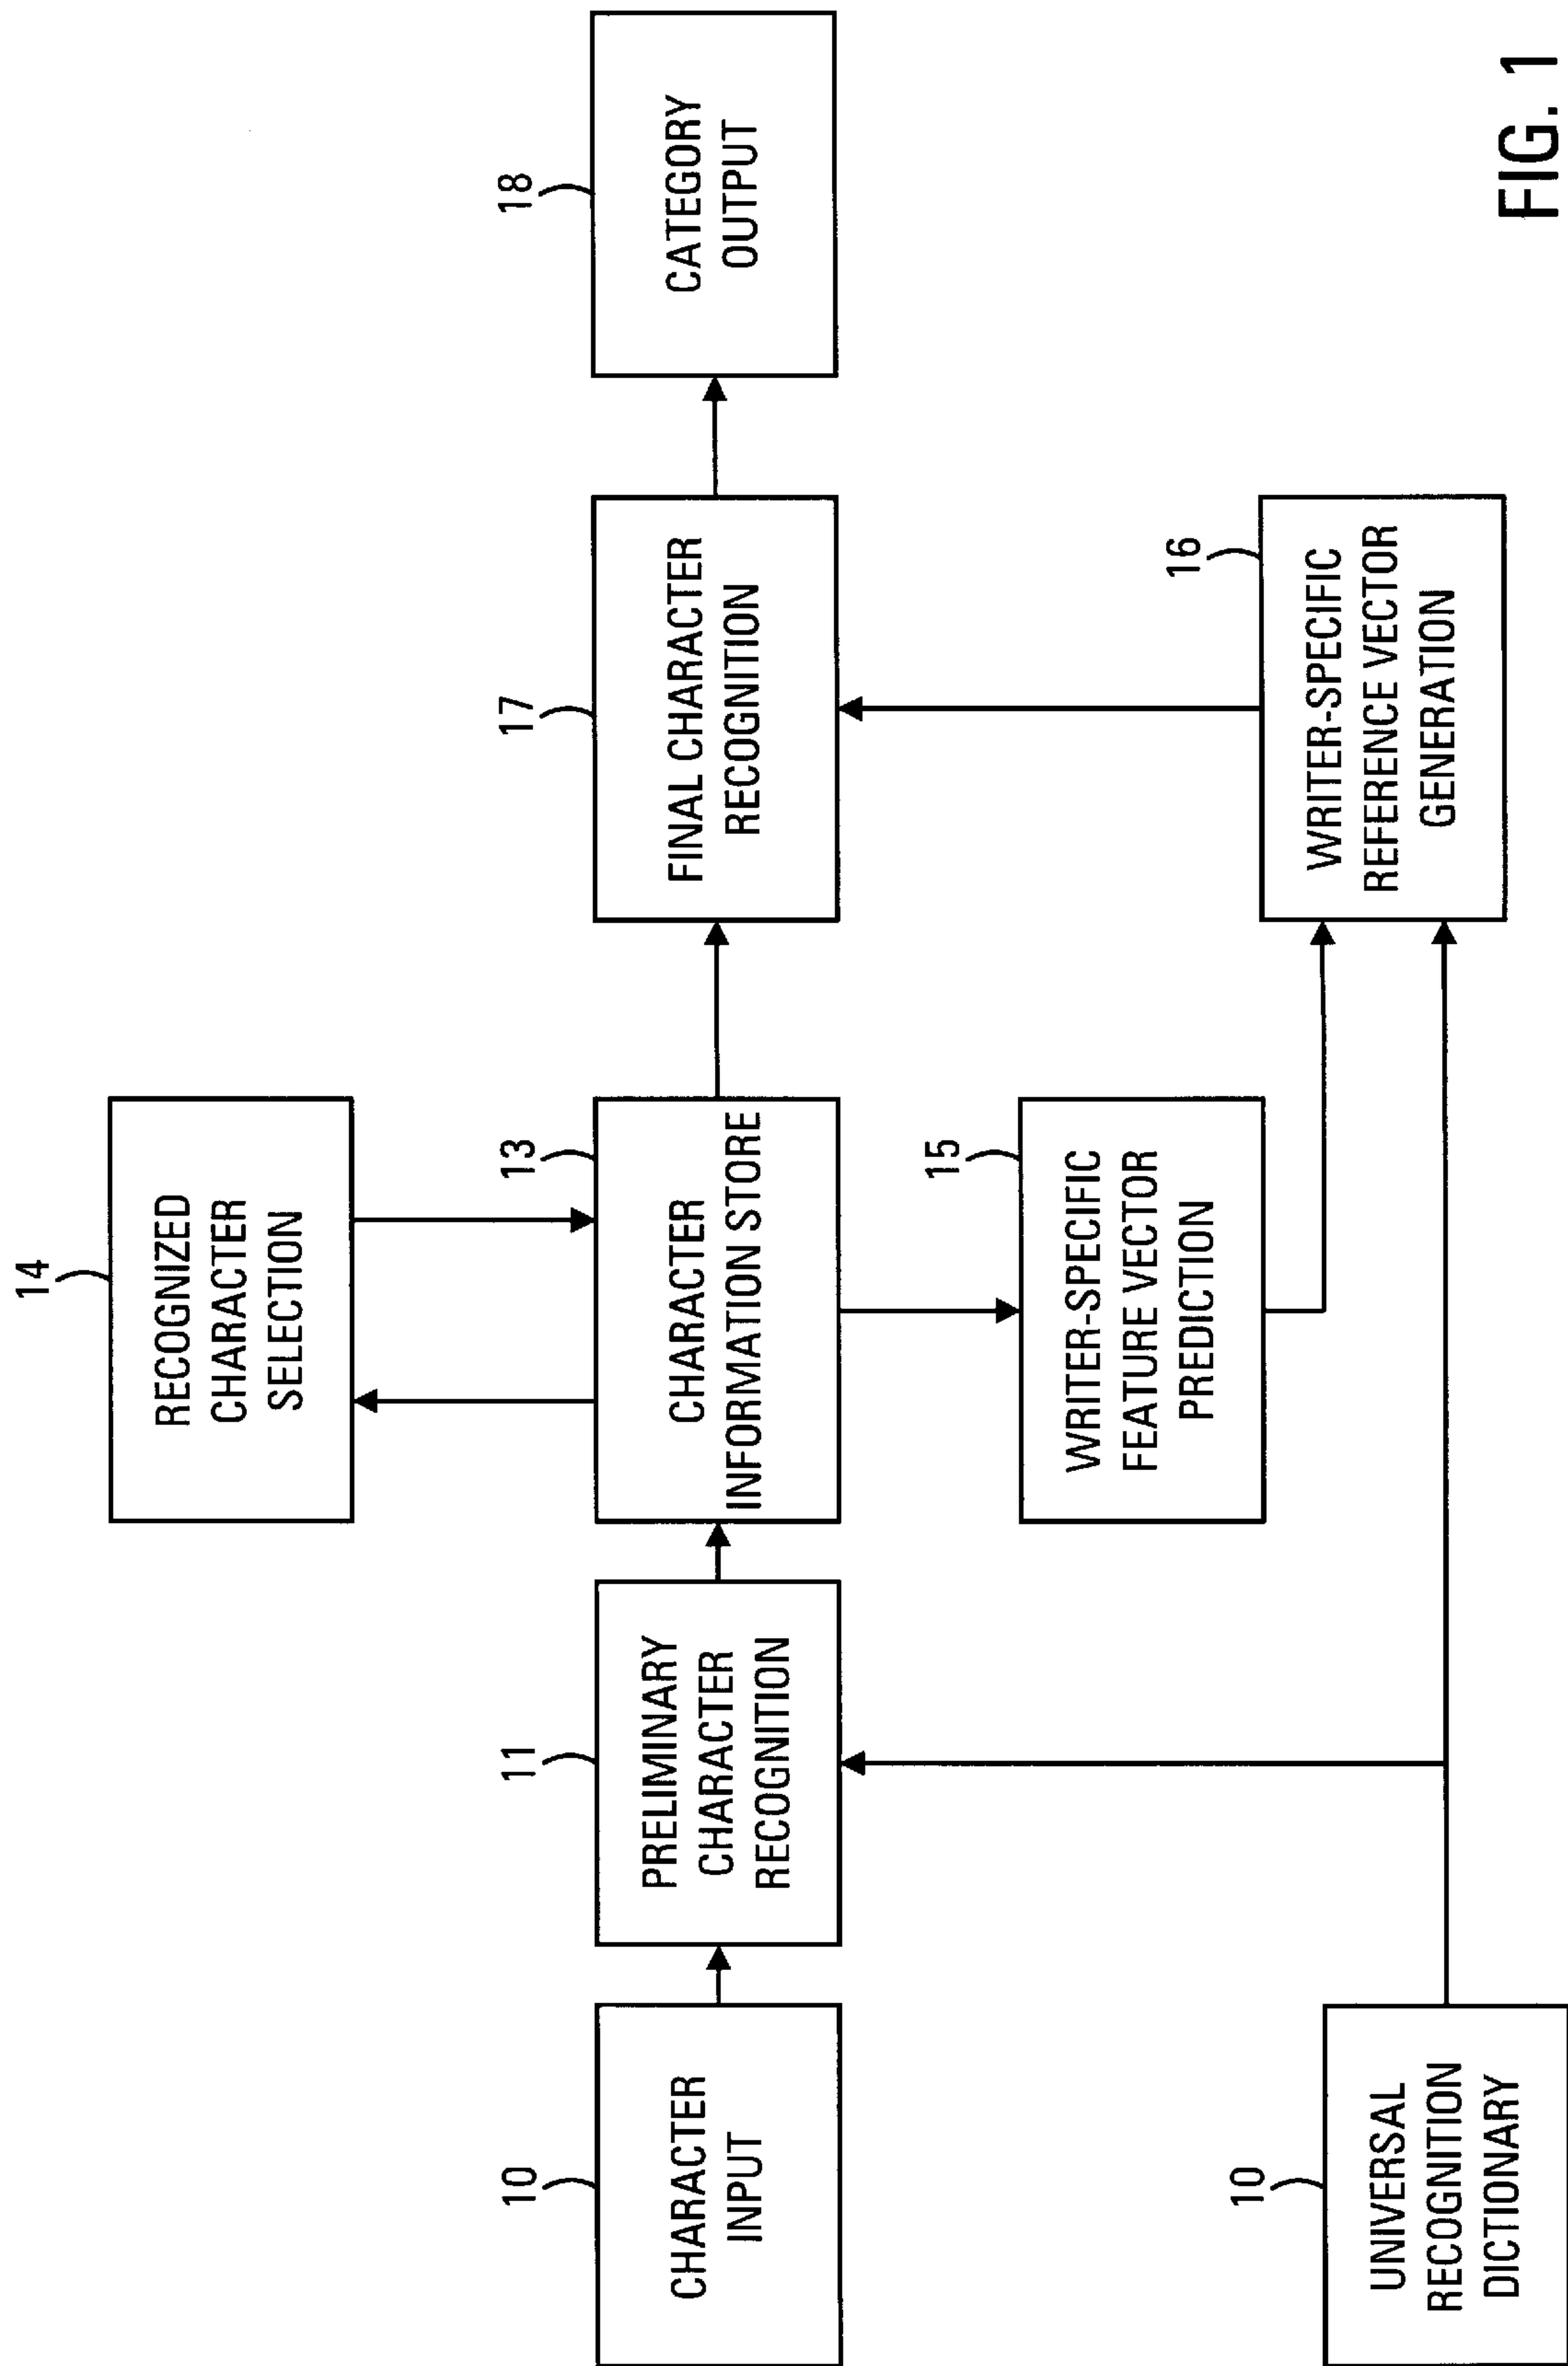 14
RECOGNIZED
CHARACTER
SELECTION
10
CHARACTER
INPUT
11
PRELIMINARY
CHARACTER
RECOGNITION
13
CHARACTER
INFORMATION STORE
17
FINAL CHARACTER
RECOGNITION
18
CATEGORY
OUTPUT
15
WRITER-SPECIFIC
FEATURE VECTOR
PREDICTION
10
UNIVERSAL
RECOGNITION
DICTIONARY
16
WRITER-SPECIFIC
REFERENCE VECTOR
GENERATION
FIG. 1